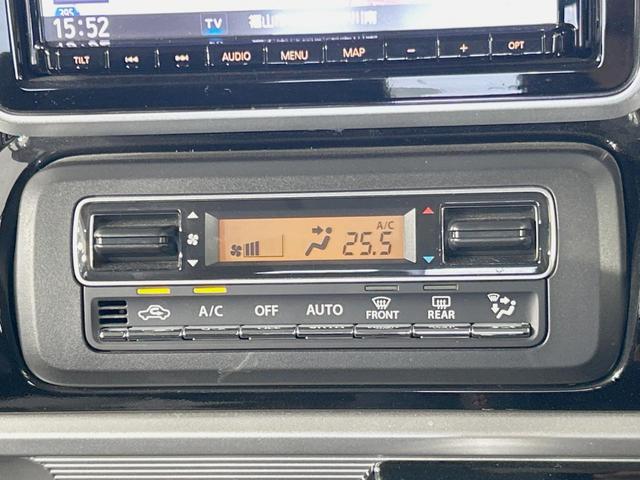 15:52
TV
TILT AUDIO MENU MAP - + OPT
A/C
25.5
A/C OFF AUTO FRONT REAR